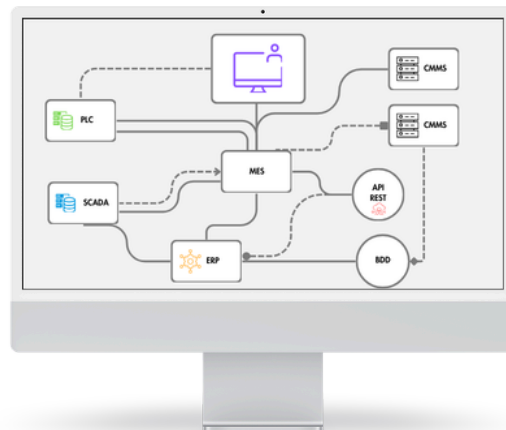 CMMS
PLC
CMMS
MES
SCADA
API
REST
ERP
BDD